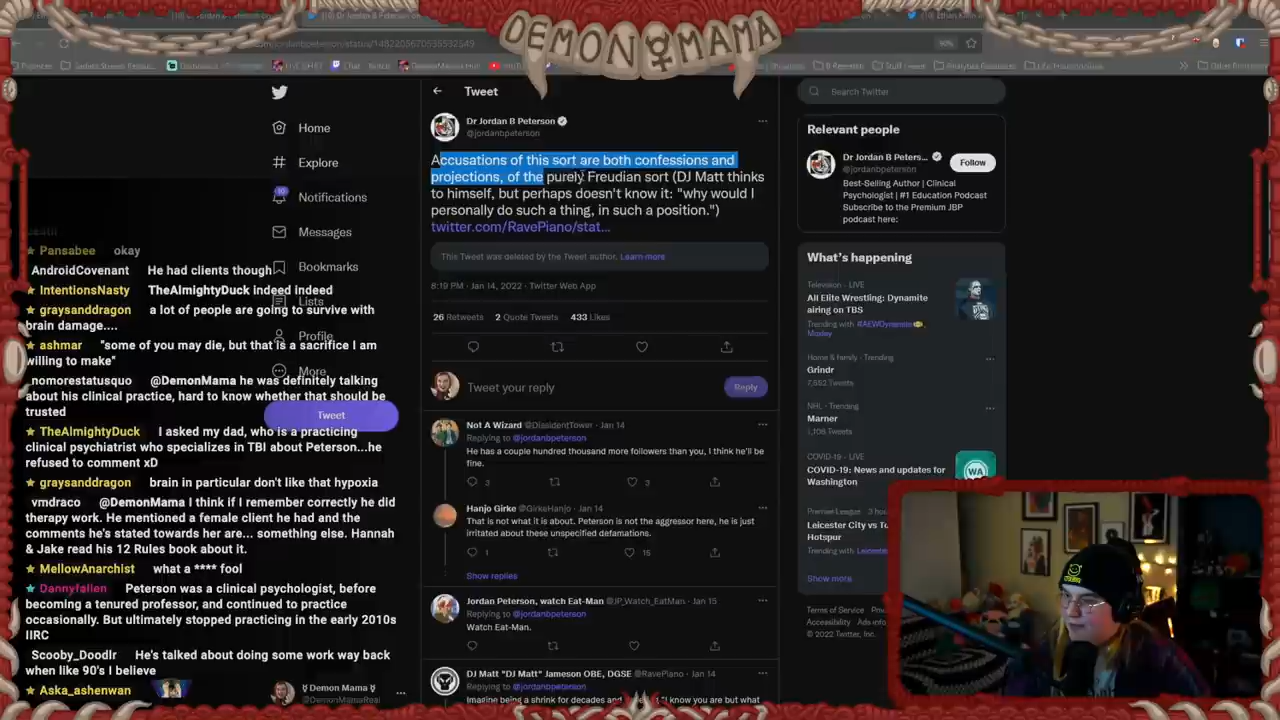 DEMON MAMA
jordanbpeterson/status/1482205670535532549
90%
Search Twitter
Tweet
Dr Jordan B Peterson
@jordanbpeterson
Accusations of this sort are both confessions and
projections, of the purely Freudian sort (DJ Matt thinks
to himself, but perhaps doesn't know it: "why would I
personally do such a thing, in such a position.")
twitter.com/RavePiano/stat...
This Tweet was deleted by the Tweet author. Learn more
8:19 PM · Jan 14, 2022 · Twitter Web App
26 Retweets 2 Quote Tweets 433 Likes
Tweet your reply
Reply
Not A Wizard @DissidentTower · Jan 14
Replying to @jordanbpeterson
He has a couple hundred thousand more followers than you, I think he'll be
fine.
3
3
Hanjo Girke @GirkeHanjo · Jan 14
Replying to @jordanbpeterson
That is not what it is about. Peterson is not the aggressor here, he is just
irritated about these unspecified defamations.
1
15
Show replies
Jordan Peterson, watch Eat-Man @JP_Watch_EatMan · Jan 15
Replying to @jordanbpeterson
Watch Eat-Man.
DJ Matt "DJ Matt" Jameson OBE, DGSE @RavePiano · Jan 14
Replying to @jordanbpeterson
Imagine being a shrink for decades and
know you are but what
Home
Explore
10
Notifications
Messages
Bookmarks
Lists
Profile
More
Tweet
Demon Mama
@DemonMamaReal
Pansabee okay
AndroidCovenant He had clients though
IntentionsNasty TheAlmightyDuck indeed indeed
graysandragon a lot of people are going to survive with
brain damage....
ashmar "some of you may die, but that is a sacrifice I am
willing to make"
nomorestatusquo @DemonMama he was definitely talking
about his clinical practice, hard to know whether that should be
trusted
TheAlmightyDuck I asked my dad, who is a practicing
clinical psychiatrist who specializes in TBI about Peterson...he
refused to comment xD
graysandragon brain in particular don't like that hypoxia
vmdraco @DemonMama I think if I remember correctly he did
therapy work. He mentioned a female client he had and the
comments he's stated towards her are... something else. Hannah
& Jake read his 12 Rules book about it.
MellowAnarchist what a **** fool
Dannyfallen Peterson was a clinical psychologist, before
becoming a tenured professor, and continued to practice
occasionally. But ultimately stopped practicing in the early 2010s
IIRC
Scooby_Doodlr He's talked about doing some work way back
when like 90's I believe
Aska_ashenwan
Relevant people
Dr Jordan B Peters...
@jordanbpeterson
Follow
Best-Selling Author | Clinical
Psychologist | #1 Education Podcast
Subscribe to the Premium JBP
podcast here:
What's happening
Television · LIVE
All Elite Wrestling: Dynamite
airing on TBS
Trending with #AEWDynamite
Moxley
Home & family · Trending
Grindr
7,552 Tweets
NHL · Trending
Marner
1,106 Tweets
COVID-19 · LIVE
COVID-19: News and updates for
Washington
WA
Premier League · 3 hou
Leicester City vs To
Hotspur
Trending with Leiceste
Show more
Terms of Service
Accessibility Ads info
© 2022 Twitter, Inc.